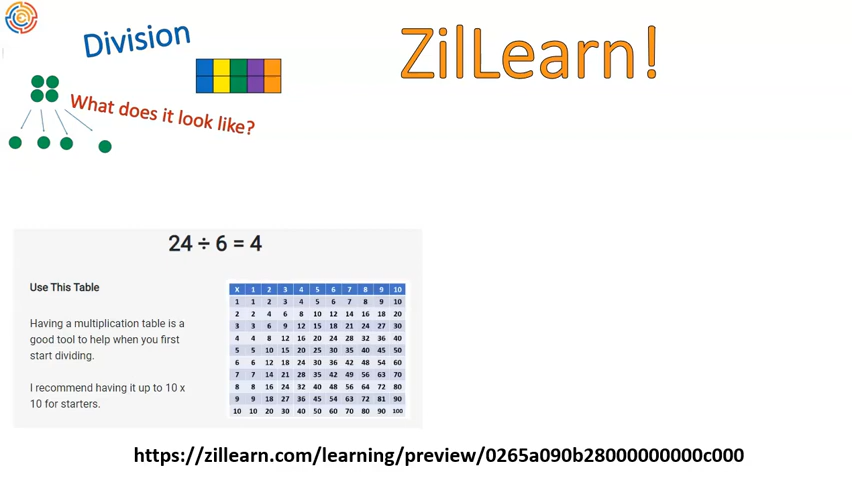 Division
ZilLearn!
What does it look like?
24 ÷ 6 = 4
Use This Table
Having a multiplication table is a
good tool to help when you first
start dividing.
I recommend having it up to 10 x
10 for starters.
X 1 2 3 4 5 6 7 8 9 10
1 1 2 3 4 5 6 7 8 9 10
2 2 4 6 8 10 12 14 16 18 20
3 3 6 9 12 15 18 21 24 27 30
4 4 8 12 16 20 24 28 32 36 40
5 5 10 15 20 25 30 35 40 45 50
6 6 12 18 24 30 36 42 48 54 60
7 7 14 21 28 35 42 49 56 63 70
8 8 16 24 32 40 48 56 64 72 80
9 9 18 27 36 45 54 63 72 81 90
10 10 20 30 40 50 60 70 80 90 100
https://zillearn.com/learning/preview/0265a090b28000000000c000